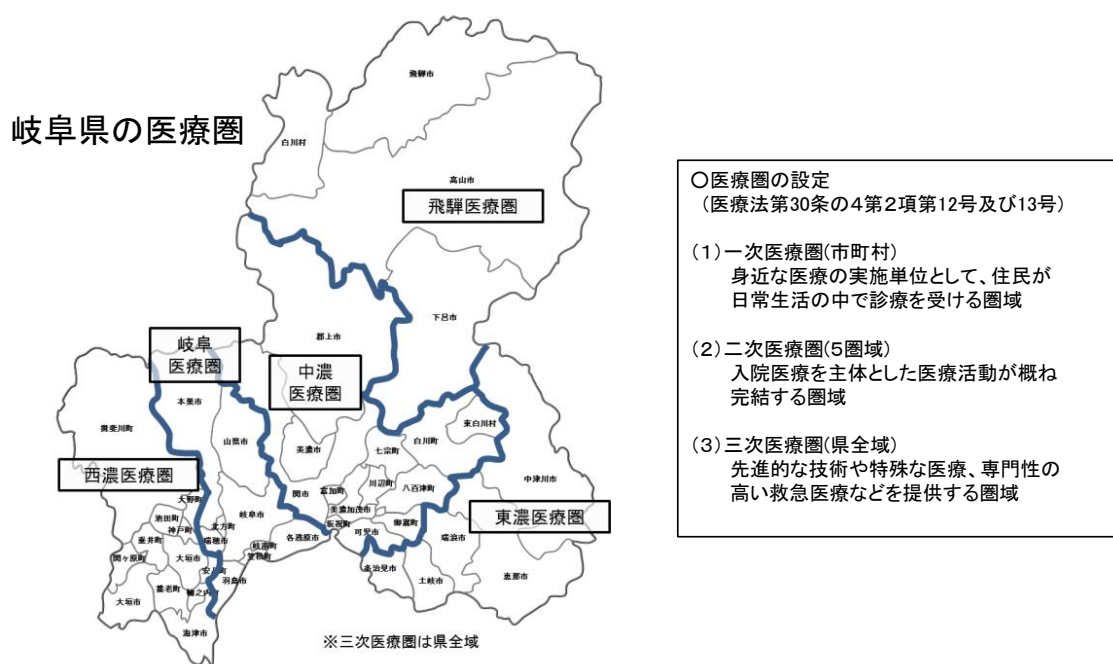 岐阜県の医療圏
飛騨市
白川村
高山市
飛騨医療圏
下呂市
郡上市
岐阜
医療圏
中濃
医療圏
本巣市
揖斐川町
山県市
美濃市
七宗町
白川町
東白川村
中津川市
西濃医療圏
大野町
関市
富加町
川辺町
八百津町
東濃医療圏
池田町
神戸町
北方町
岐阜市
美濃加茂市
坂祝町
可児市
御嵩町
瑞浪市
垂井町
瑞穂市
各務原市
関ヶ原町
大垣市
岐南町
笠松町
多治見市
土岐市
恵那市
安八町
羽島市
大垣市
養老町
輪之内町
海津市
※三次医療圏は県全域
○医療圏の設定
(医療法第30条の4第2項第12号及び13号)
(1)一次医療圏(市町村)
身近な医療の実施単位として、住民が
日常生活の中で診療を受ける圏域
(2)二次医療圏(5圏域)
入院医療を主体とした医療活動が概ね
完結する圏域
(3)三次医療圏(県全域)
先進的な技術や特殊な医療、専門性の
高い救急医療などを提供する圏域